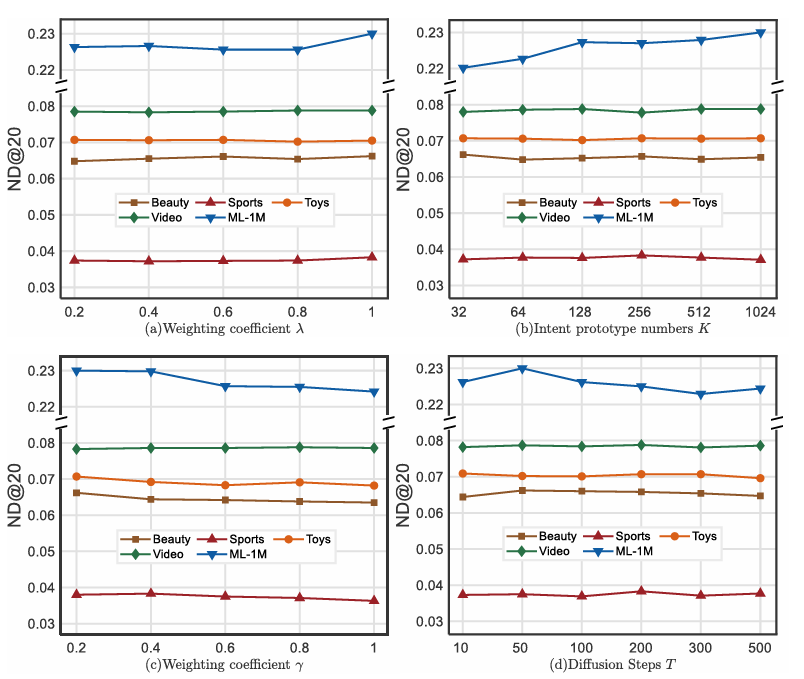 0.23
0.22
0.08
0.07
0.06
0.05
0.04
0.03
ND@20
Beauty Sports Toys
Video ML-1M
0.2 0.4 0.6 0.8 1
(a)Weighting coefficient λ
0.23
0.22
0.08
0.07
0.06
0.05
0.04
0.03
ND@20
Beauty Sports Toys
Video ML-1M
32 64 128 256 512 1024
(b)Intent prototype numbers K
0.23
0.22
0.08
0.07
0.06
0.05
0.04
0.03
ND@20
Beauty Sports Toys
Video ML-1M
0.2 0.4 0.6 0.8 1
(c)Weighting coefficient γ
0.23
0.22
0.08
0.07
0.06
0.05
0.04
0.03
ND@20
Beauty Sports Toys
Video ML-1M
10 50 100 200 300 500
(d)Diffusion Steps T